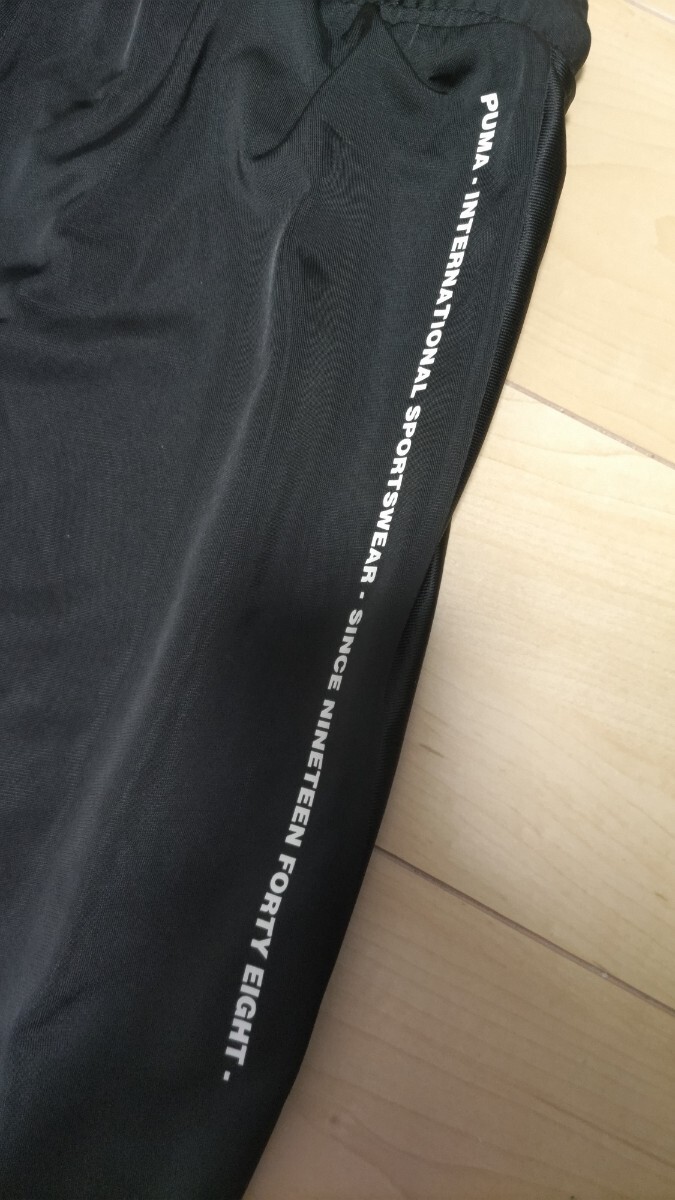 PUMA - INTERNATIONAL SPORTSWEAR - SINCE NINETEEN FORTY EIGHT -